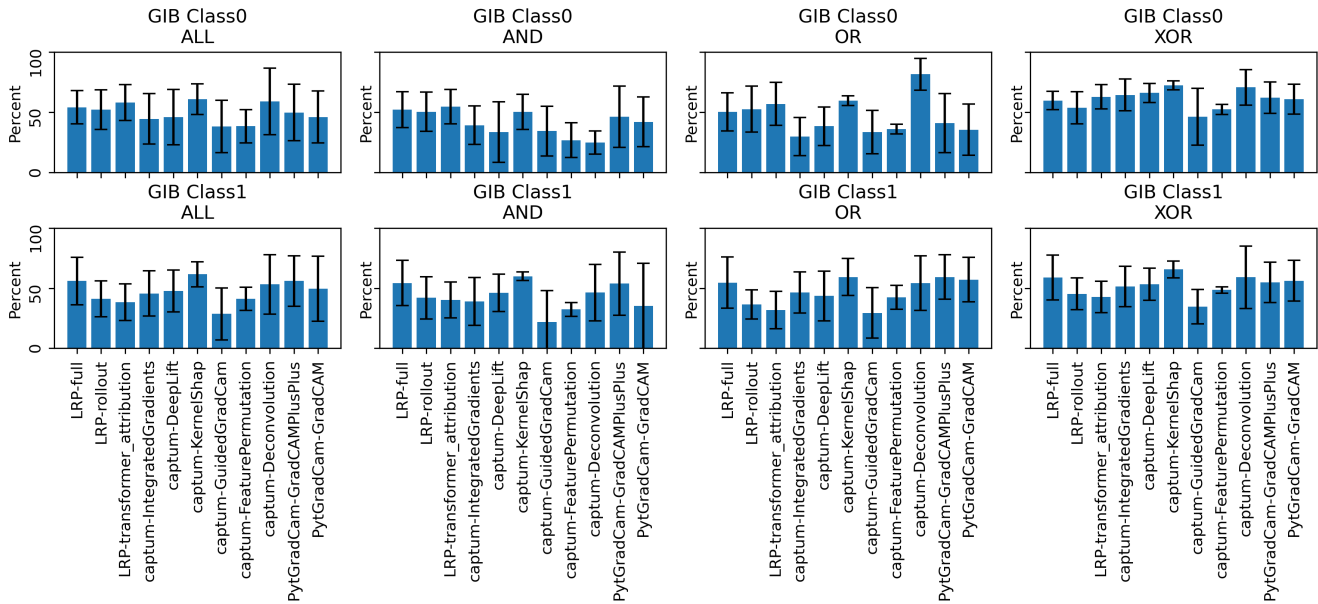 GIB Class0
ALL
GIB Class0
AND
GIB Class0
OR
GIB Class0
XOR
Percent
0
50
100
Percent
Percent
Percent
GIB Class1
ALL
GIB Class1
AND
GIB Class1
OR
GIB Class1
XOR
Percent
0
50
100
Percent
Percent
Percent
LRP-full
LRP-rollout
LRP-transformer_attribution
captum-IntegratedGradients
captum-DeepLift
captum-KernelShap
captum-GuidedGradCam
captum-FeaturePermutation
captum-Deconvolution
PytGradCam-GradCAMPlusPlus
PytGradCam-GradCAM
LRP-full
LRP-rollout
LRP-transformer_attribution
captum-IntegratedGradients
captum-DeepLift
captum-KernelShap
captum-GuidedGradCam
captum-FeaturePermutation
captum-Deconvolution
PytGradCam-GradCAMPlusPlus
PytGradCam-GradCAM
LRP-full
LRP-rollout
LRP-transformer_attribution
captum-IntegratedGradients
captum-DeepLift
captum-KernelShap
captum-GuidedGradCam
captum-FeaturePermutation
captum-Deconvolution
PytGradCam-GradCAMPlusPlus
PytGradCam-GradCAM
LRP-full
LRP-rollout
LRP-transformer_attribution
captum-IntegratedGradients
captum-DeepLift
captum-KernelShap
captum-GuidedGradCam
captum-FeaturePermutation
captum-Deconvolution
PytGradCam-GradCAMPlusPlus
PytGradCam-GradCAM